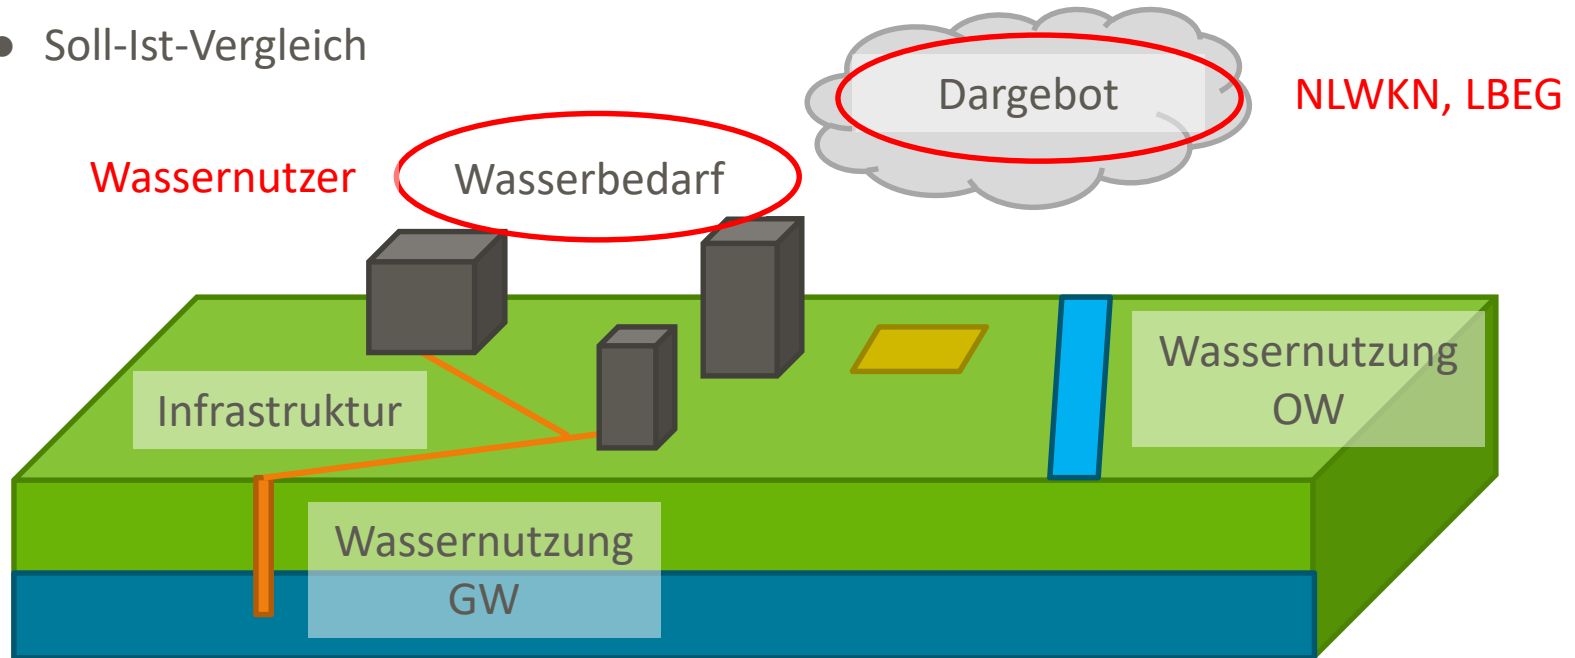 ● Soll-Ist-Vergleich
Dargebot
NLWKN, LBEG
Wassernutzer
Wasserbedarf
Wassernutzung
OW
Infrastruktur
Wassernutzung
GW